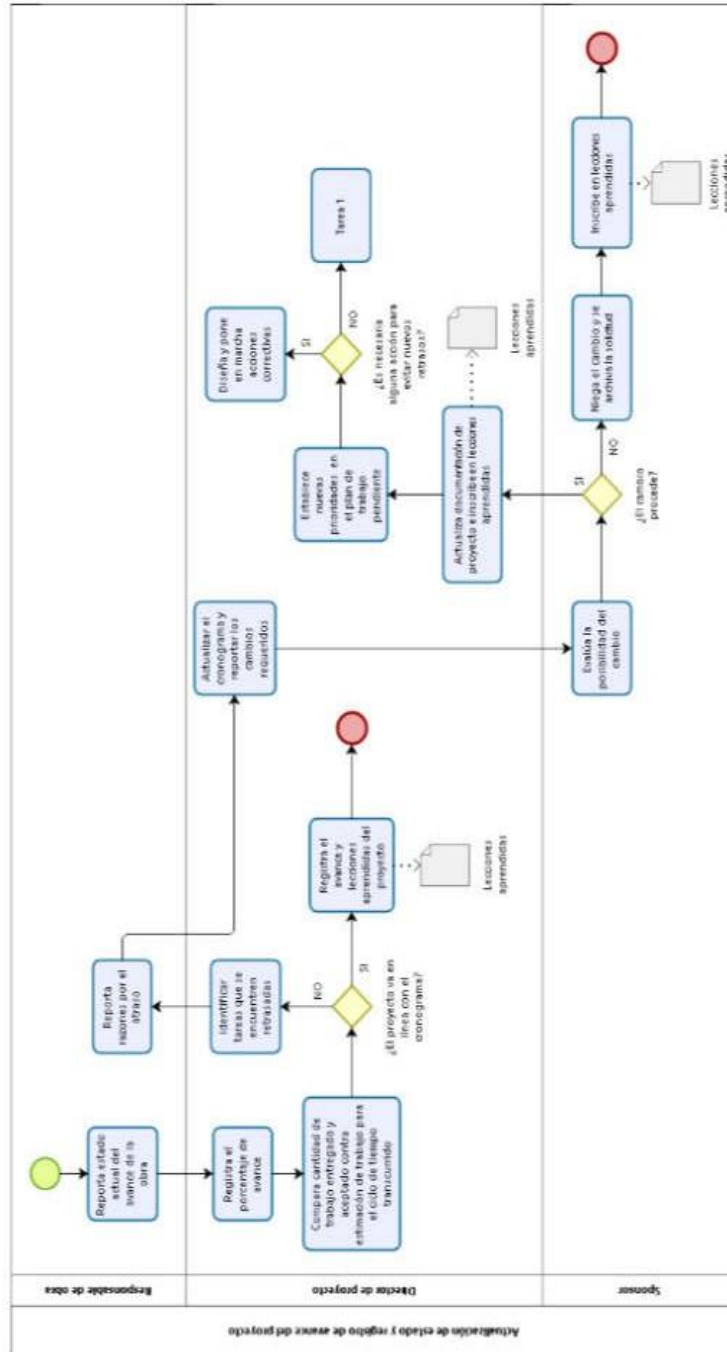 Actualización de estado y registro de avance del proyecto
Responsable de obra
Director de proyecto
Sponsor
Reporta estado
actual del
avance de la
obra
Registra el
porcentaje de
avance
Compara cantidad de
trabajo entregado y
aceptado contra
estimación de trabajo para
el ciclo de tiempo
transcurrido
¿El proyecto va en
línea con el
cronograma?
NO
SI
Identificar
tareas que se
encuentren
retrasadas
Reporta
razones por el
atraso
Registra el
avance y
lecciones
aprendidas del
proyecto
Lecciones
aprendidas
Actualizar el
cronograma y
reportar los
cambios
requeridos
Evalúa la
posibilidad del
cambio
¿El cambio
procede?
SI
NO
Actualiza documentación de
proyecto e inscribe en lecciones
aprendidas
Lecciones
aprendidas
Establece
nuevas
prioridades en
el plan de
trabajo
pendiente
¿Es necesaria
alguna acción para
evitar nuevos
retrasos?
SI
NO
Diseña y pone
en marcha
acciones
correctivas
Tarea 1
Niega el cambio y se
archiva la solicitud
Inscribe en lecciones
aprendidas
Lecciones